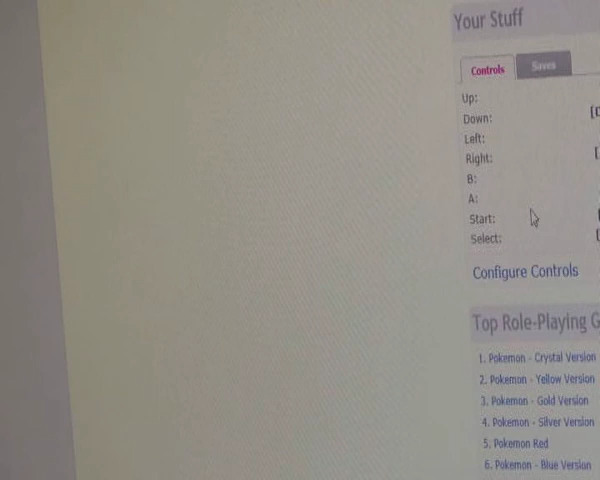 Your Stuff
Controls Saves
Up:
Down:
Left:
Right:
B:
A:
Start:
Select:
Configure Controls
Top Role-Playing G
1. Pokemon - Crystal Version
2. Pokemon - Yellow Version
3. Pokemon - Gold Version
4. Pokemon - Silver Version
5. Pokemon Red
6. Pokemon - Blue Version